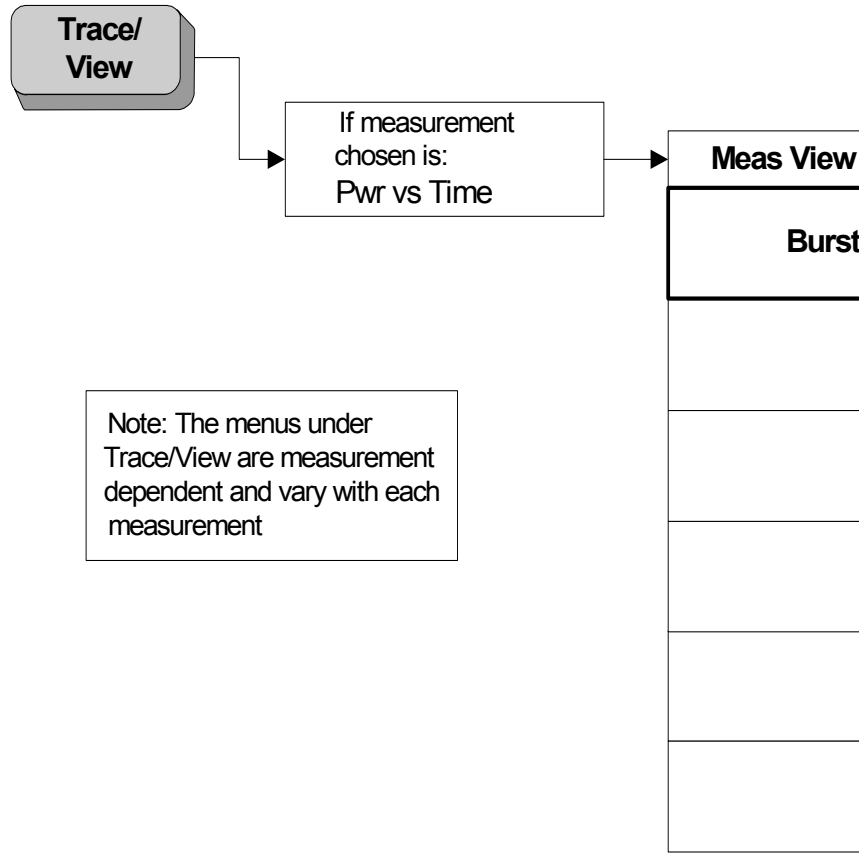 Trace/
View
If measurement
chosen is:
Pwr vs Time
Meas View
Burst
Note: The menus under
Trace/View are measurement
dependent and vary with each
measurement